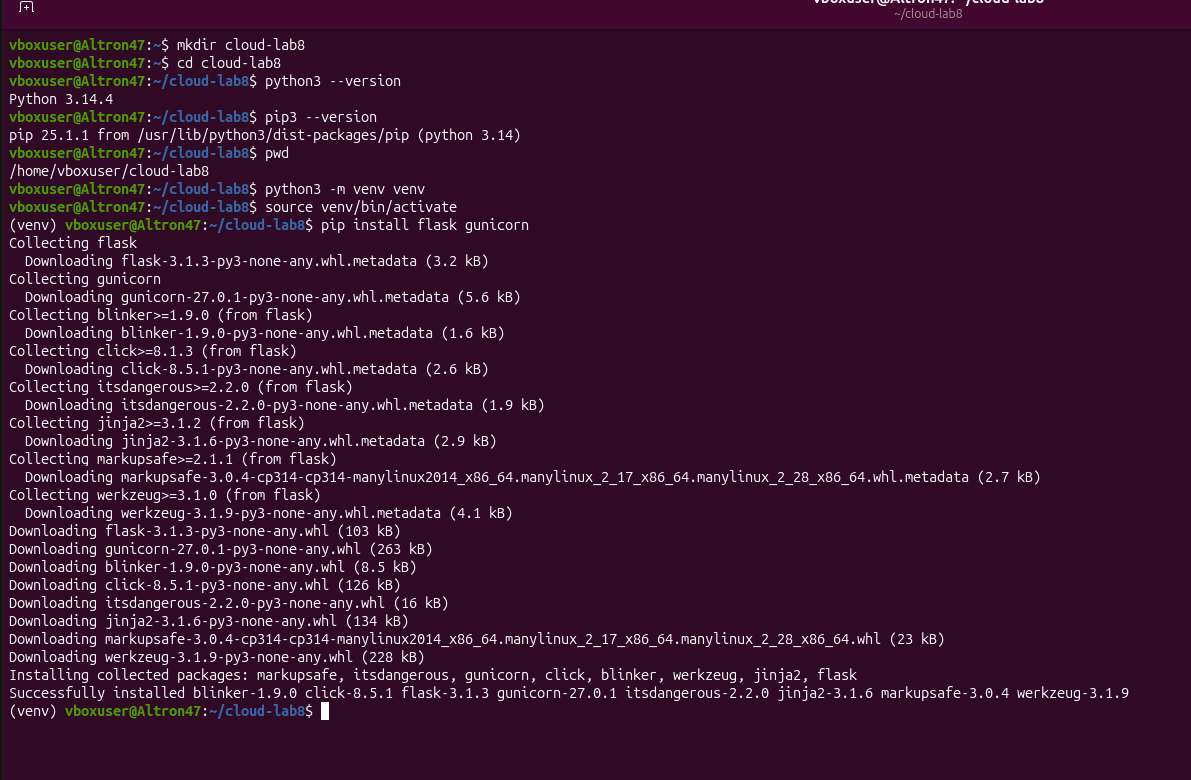 ~/cloud-lab8
vboxuser@Altron47:~$ mkdir cloud-lab8
vboxuser@Altron47:~$ cd cloud-lab8
vboxuser@Altron47:~/cloud-lab8$ python3 --version
Python 3.14.4
vboxuser@Altron47:~/cloud-lab8$ pip3 --version
pip 25.1.1 from /usr/lib/python3/dist-packages/pip (python 3.14)
vboxuser@Altron47:~/cloud-lab8$ pwd
/home/vboxuser/cloud-lab8
vboxuser@Altron47:~/cloud-lab8$ python3 -m venv venv
vboxuser@Altron47:~/cloud-lab8$ source venv/bin/activate
(venv) vboxuser@Altron47:~/cloud-lab8$ pip install flask gunicorn
Collecting flask
  Downloading flask-3.1.3-py3-none-any.whl.metadata (3.2 kB)
Collecting gunicorn
  Downloading gunicorn-27.0.1-py3-none-any.whl.metadata (5.6 kB)
Collecting blinker>=1.9.0 (from flask)
  Downloading blinker-1.9.0-py3-none-any.whl.metadata (1.6 kB)
Collecting click>=8.1.3 (from flask)
  Downloading click-8.5.1-py3-none-any.whl.metadata (2.6 kB)
Collecting itsdangerous>=2.2.0 (from flask)
  Downloading itsdangerous-2.2.0-py3-none-any.whl.metadata (1.9 kB)
Collecting jinja2>=3.1.2 (from flask)
  Downloading jinja2-3.1.6-py3-none-any.whl.metadata (2.9 kB)
Collecting markupsafe>=2.1.1 (from flask)
  Downloading markupsafe-3.0.4-cp314-cp314-manylinux2014_x86_64.manylinux_2_17_x86_64.manylinux_2_28_x86_64.whl.metadata (2.7 kB)
Collecting werkzeug>=3.1.0 (from flask)
  Downloading werkzeug-3.1.9-py3-none-any.whl.metadata (4.1 kB)
Downloading flask-3.1.3-py3-none-any.whl (103 kB)
Downloading gunicorn-27.0.1-py3-none-any.whl (263 kB)
Downloading blinker-1.9.0-py3-none-any.whl (8.5 kB)
Downloading click-8.5.1-py3-none-any.whl (126 kB)
Downloading itsdangerous-2.2.0-py3-none-any.whl (16 kB)
Downloading jinja2-3.1.6-py3-none-any.whl (134 kB)
Downloading markupsafe-3.0.4-cp314-cp314-manylinux2014_x86_64.manylinux_2_17_x86_64.manylinux_2_28_x86_64.whl (23 kB)
Downloading werkzeug-3.1.9-py3-none-any.whl (228 kB)
Installing collected packages: markupsafe, itsdangerous, gunicorn, click, blinker, werkzeug, jinja2, flask
Successfully installed blinker-1.9.0 click-8.5.1 flask-3.1.3 gunicorn-27.0.1 itsdangerous-2.2.0 jinja2-3.1.6 markupsafe-3.0.4 werkzeug-3.1.9
(venv) vboxuser@Altron47:~/cloud-lab8$